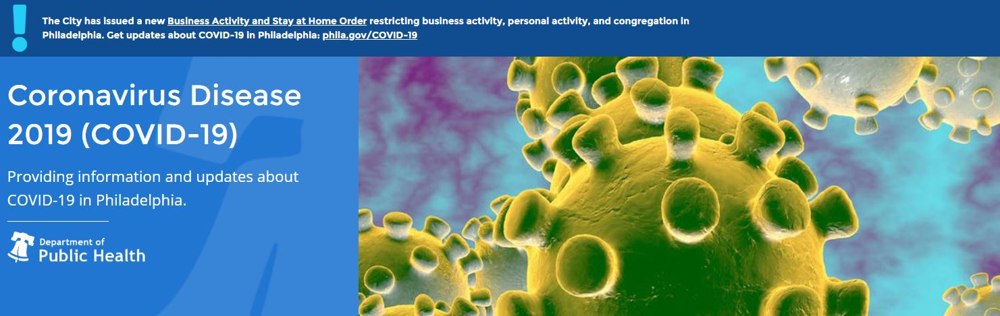 The City has issued a new Business Activity and Stay at Home Order restricting business activity, personal activity, and congregation in
Philadelphia. Get updates about COVID-19 in Philadelphia: phila.gov/COVID-19
Coronavirus Disease
2019 (COVID-19)
Providing information and updates about
COVID-19 in Philadelphia.
Department of
Public Health